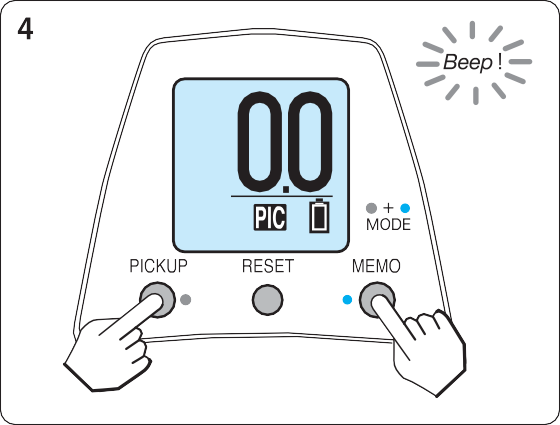 4
Beep !
0.0
PIC
+
MODE
PICKUP RESET MEMO